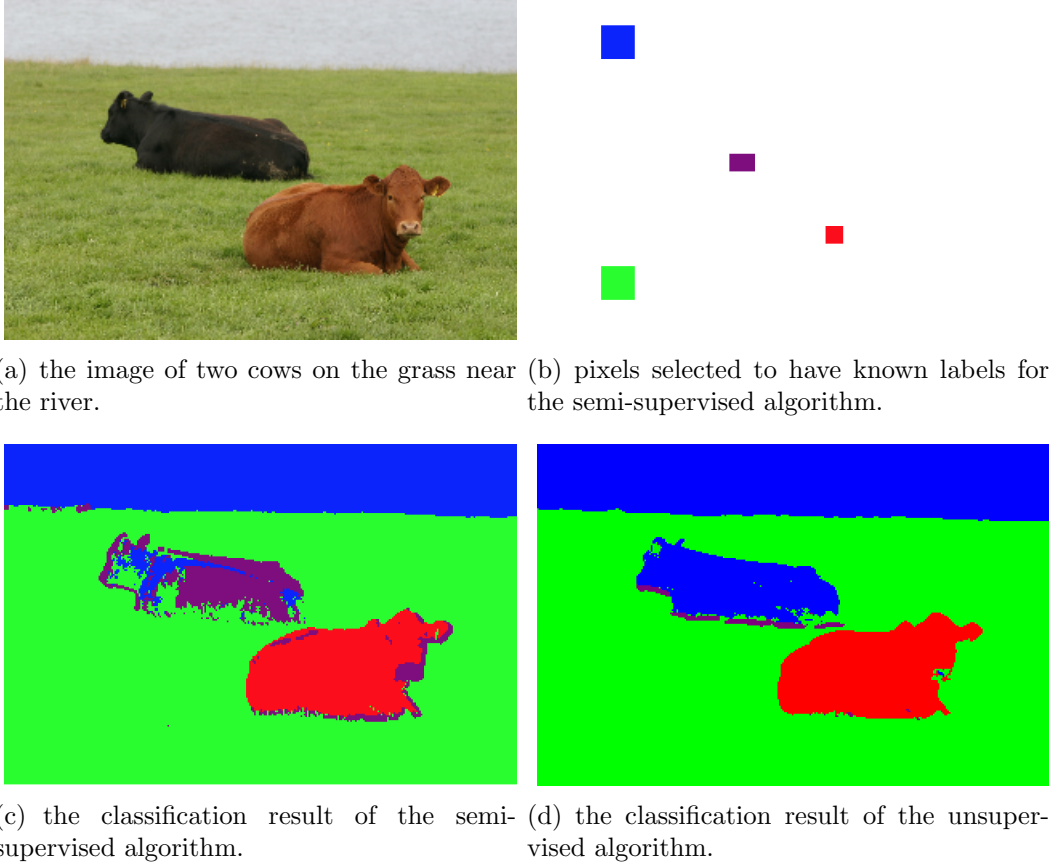 (a) the image of two cows on the grass near
the river.
(b) pixels selected to have known labels for
the semi-supervised algorithm.
(c) the classification result of the semi-
supervised algorithm.
(d) the classification result of the unsuper-
vised algorithm.